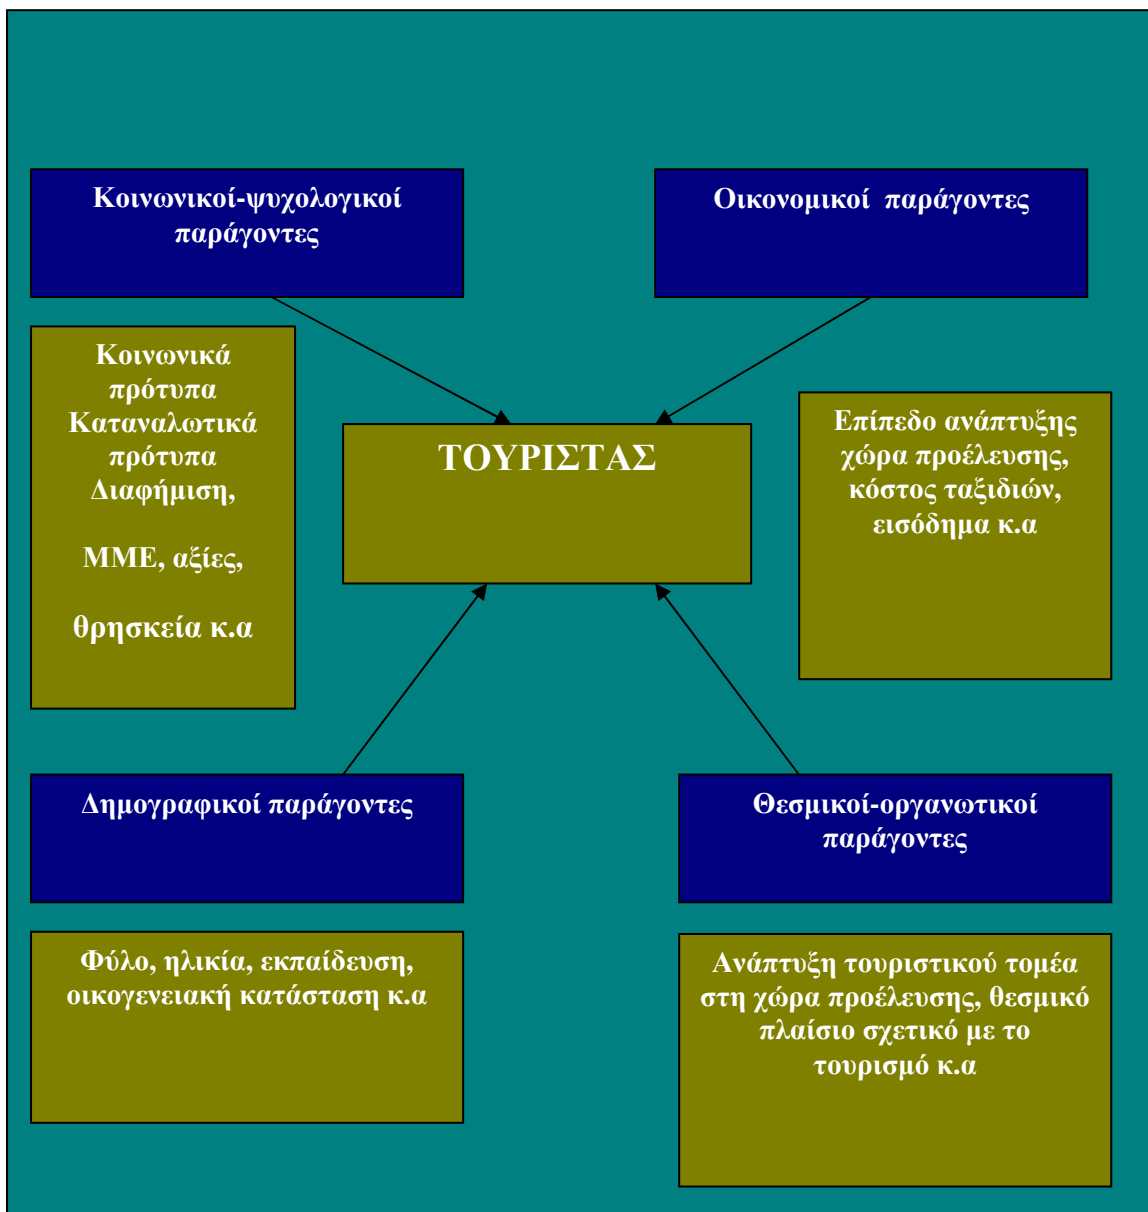 Κοινωνικοί-ψυχολογικοί
παράγοντες
Οικονομικοί  παράγοντες
Κοινωνικά
πρότυπα
Καταναλωτικά
πρότυπα
Διαφήμιση,
ΜΜΕ, αξίες,
θρησκεία κ.α
ΤΟΥΡΙΣΤΑΣ
Επίπεδο ανάπτυξης
χώρα προέλευσης,
κόστος ταξιδιών,
εισόδημα κ.α
Δημογραφικοί παράγοντες
Θεσμικοί-οργανωτικοί
παράγοντες
Φύλο, ηλικία, εκπαίδευση,
οικογενειακή κατάσταση κ.α
Ανάπτυξη τουριστικού τομέα
στη χώρα προέλευσης, θεσμικό
πλαίσιο σχετικό με το
τουρισμό κ.α